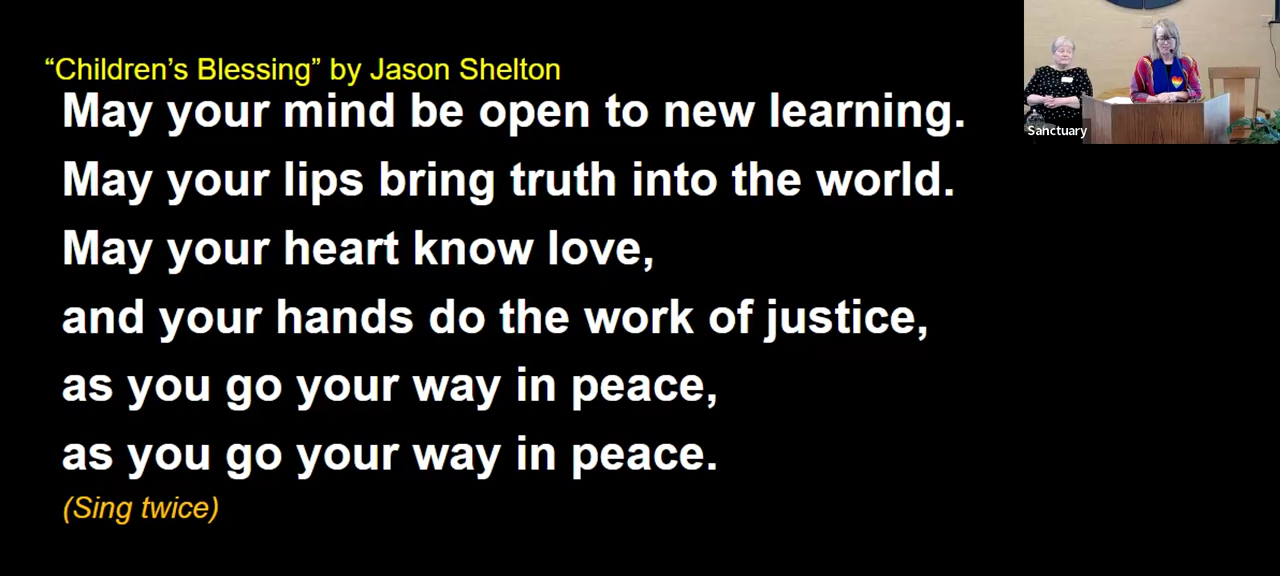 “Children’s Blessing” by Jason Shelton
May your mind be open to new learning.
May your lips bring truth into the world.
May your heart know love,
and your hands do the work of justice,
as you go your way in peace,
as you go your way in peace.
(Sing twice)
Sanctuary